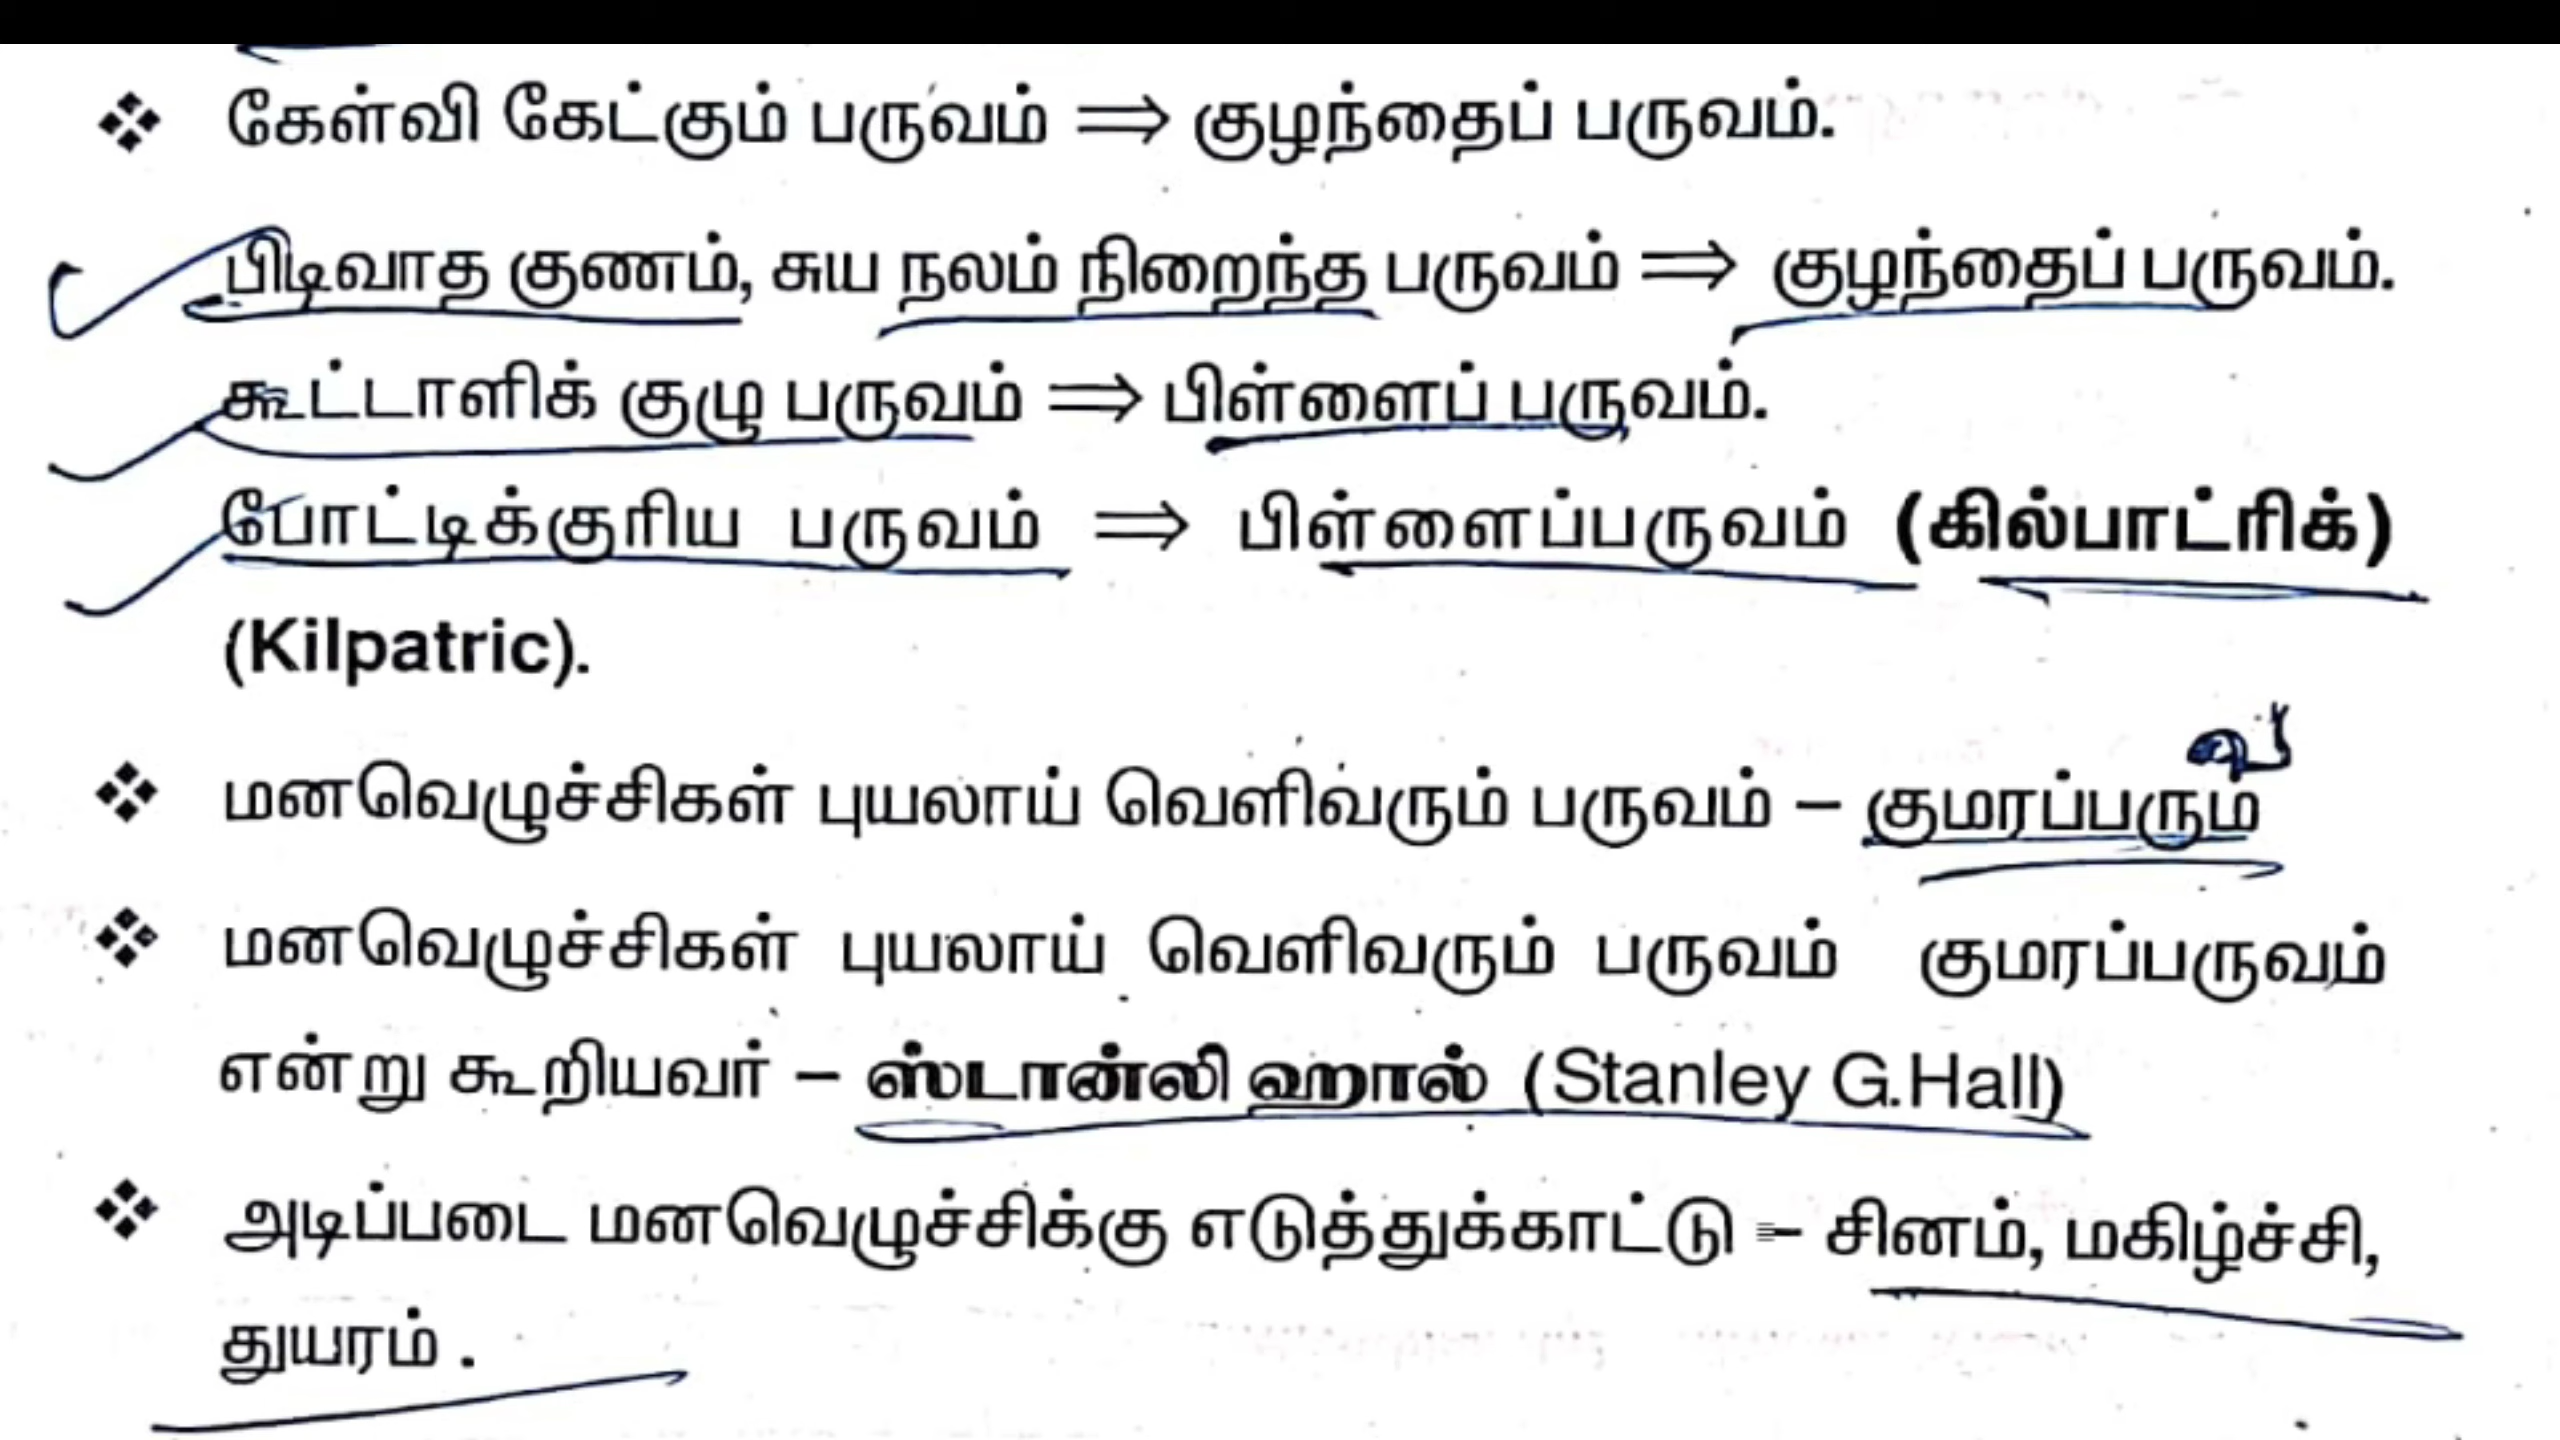 ❖ கேள்வி கேட்கும் பருவம் ⟹ குழந்தைப் பருவம்.
பிடிவாத குணம், சுய நலம் நிறைந்த பருவம் ⟹ குழந்தைப் பருவம்.
கூட்டாளிக் குழு பருவம் ⟹ பிள்ளைப் பருவம்.
போட்டிக்குரிய பருவம் ⟹ பிள்ளைப்பருவம் (கில்பாட்ரிக்)
(Kilpatric).
❖ மனவெழுச்சிகள் புயலாய் வெளிவரும் பருவம் – குமரப்பரும்
❖ மனவெழுச்சிகள் புயலாய் வெளிவரும் பருவம் குமரப்பருவம்
என்று கூறியவர் – ஸ்டான்லி ஹால் (Stanley G.Hall)
❖ அடிப்படை மனவெழுச்சிக்கு எடுத்துக்காட்டு – சினம், மகிழ்ச்சி,
துயரம் .